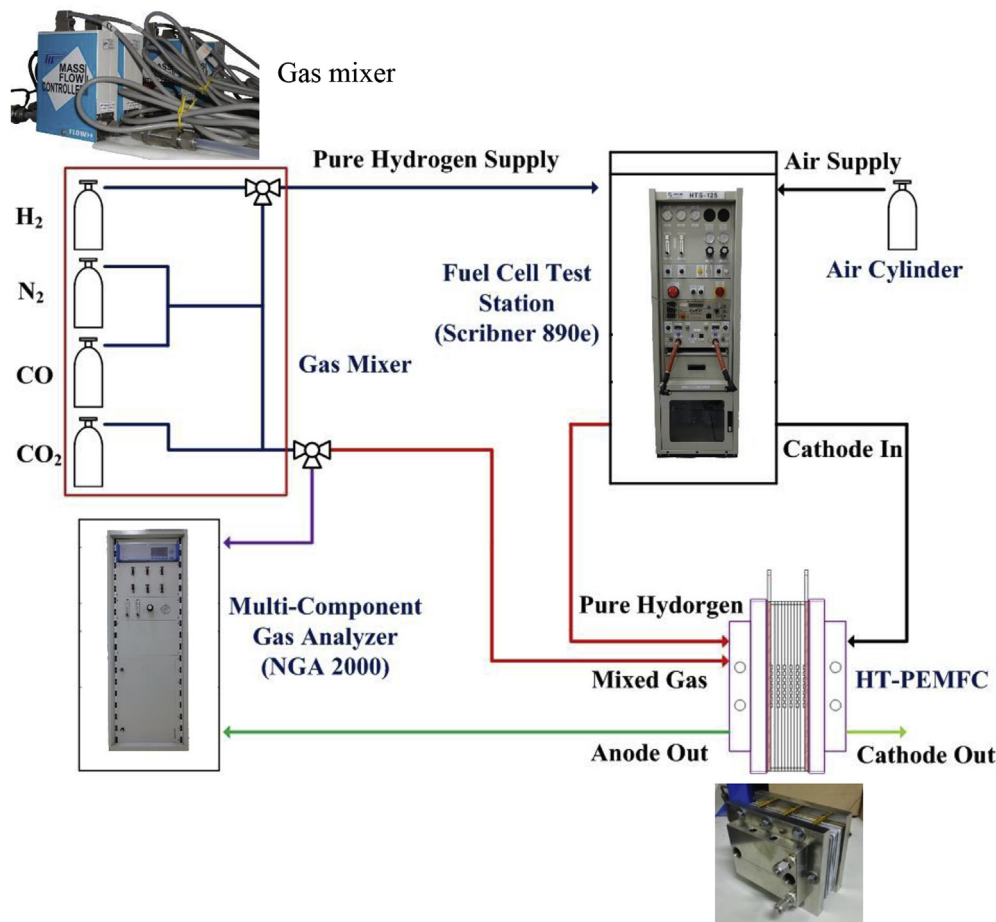 MASS
FLOW
CONTROLLER
FLOW
Gas mixer
Pure Hydrogen Supply
Air Supply
H2
N2
CO
CO2
Gas Mixer
HTS-125
Fuel Cell Test
Station
(Scribner 890e)
Air Cylinder
Cathode In
Multi-Component
Gas Analyzer
(NGA 2000)
Pure Hydorgen
Mixed Gas
HT-PEMFC
Anode Out
Cathode Out